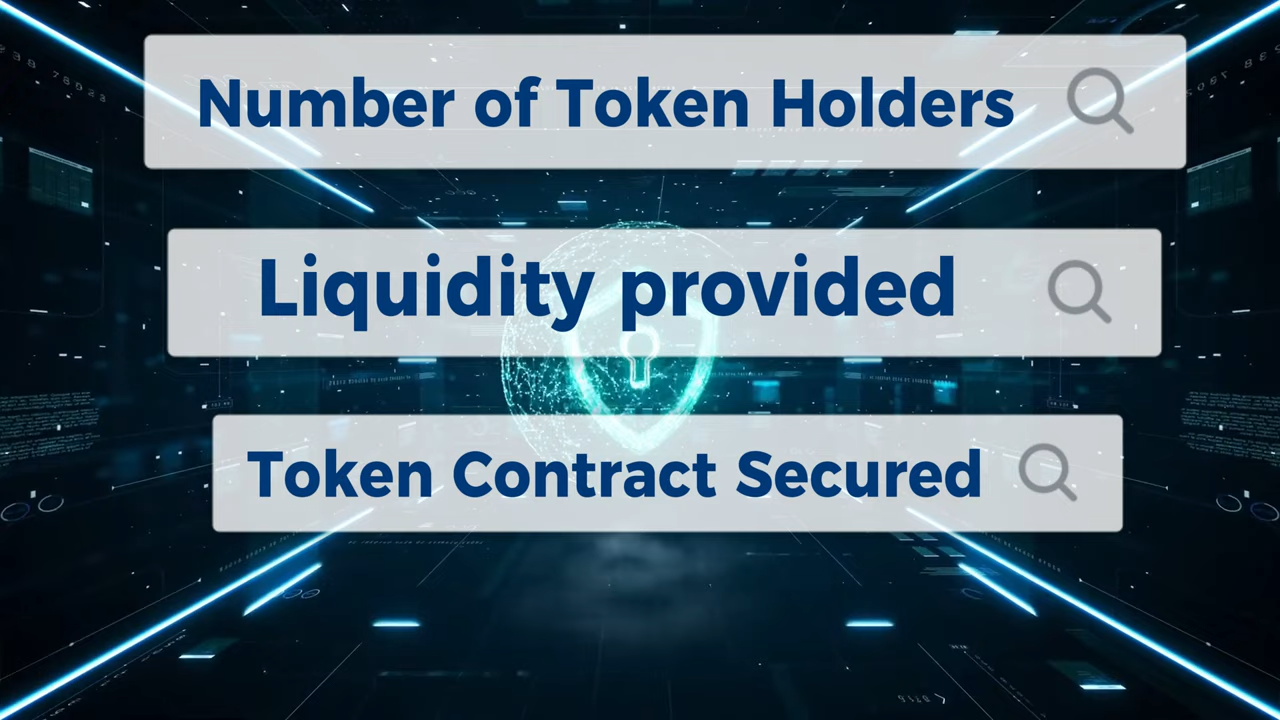 Number of Token Holders
Liquidity provided
Token Contract Secured